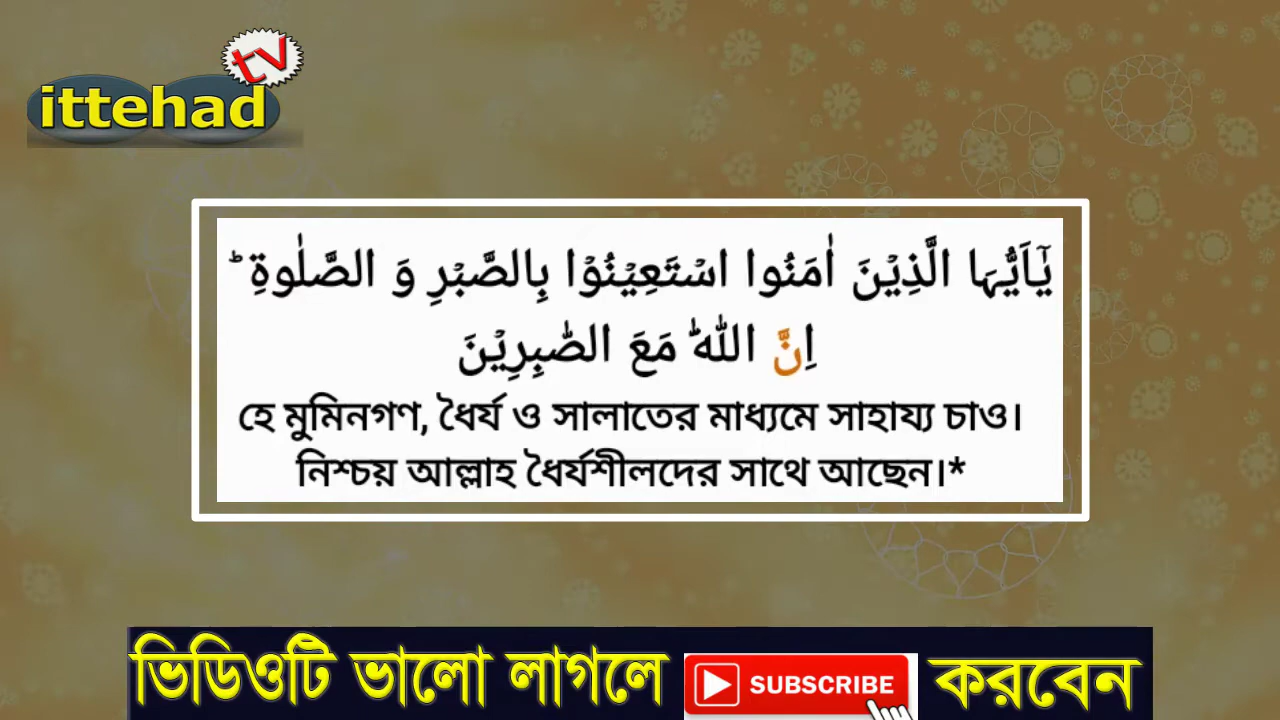 ittehad tv
يٰۤاَيُّہَا الَّذِيۡنَ اٰمَنُوا اسۡتَعِيۡنُوۡا بِالصَّبۡرِ وَ الصَّلٰوةِ ؕ
اِنَّ اللّٰہَ مَعَ الصّٰبِرِيۡنَ
হে মুমিনগণ, ধৈর্য ও সালাতের মাধ্যমে সাহায্য চাও।
নিশ্চয় আল্লাহ ধৈর্যশীলদের সাথে আছেন।*
ভিডিওটি ভালো লাগলে SUBSCRIBE করবেন